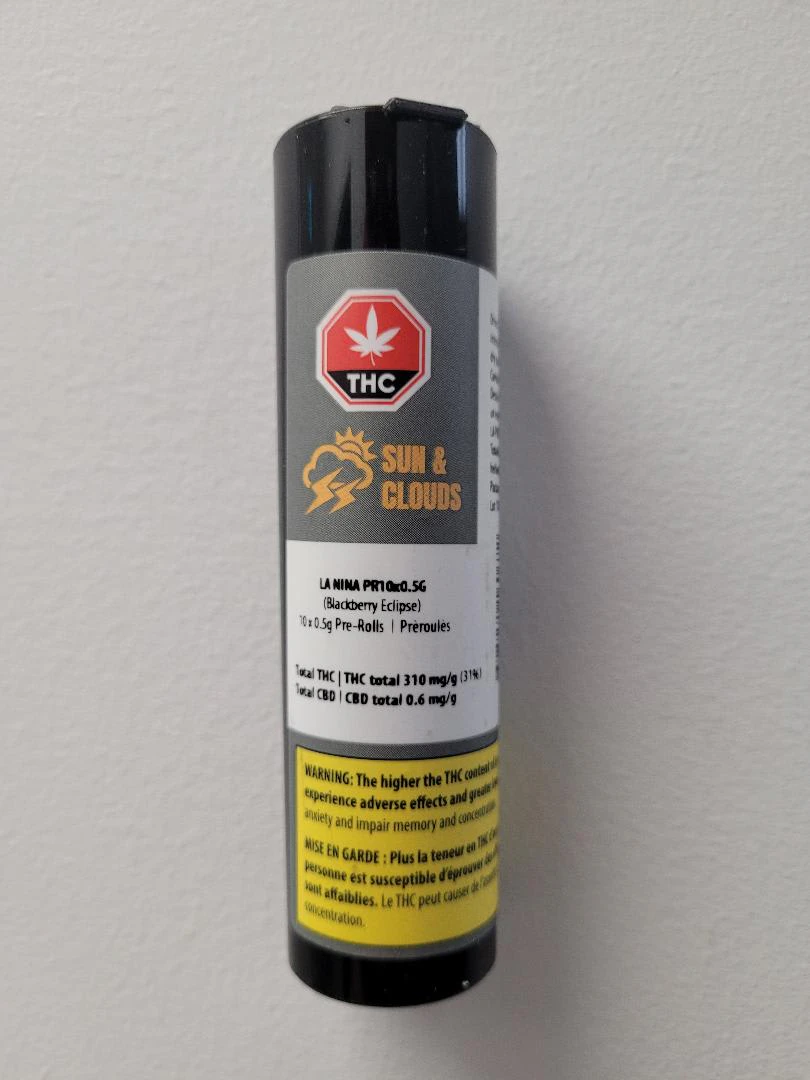 THC
SUN &
CLOUDS
LA NINA PR10x0.5G
(Blackberry Eclipse)
10 x 0.5g Pre-Rolls | Préroulés
Total THC | THC total 310 mg/g (31%)
Total CBD | CBD total 0.6 mg/g
WARNING: The higher the THC content
experience adverse effects and greater
anxiety and impair memory and concentration.
MISE EN GARDE : Plus la teneur en THC
personne est susceptible d'éprouver
sont affaiblies. Le THC peut causer de
concentration.